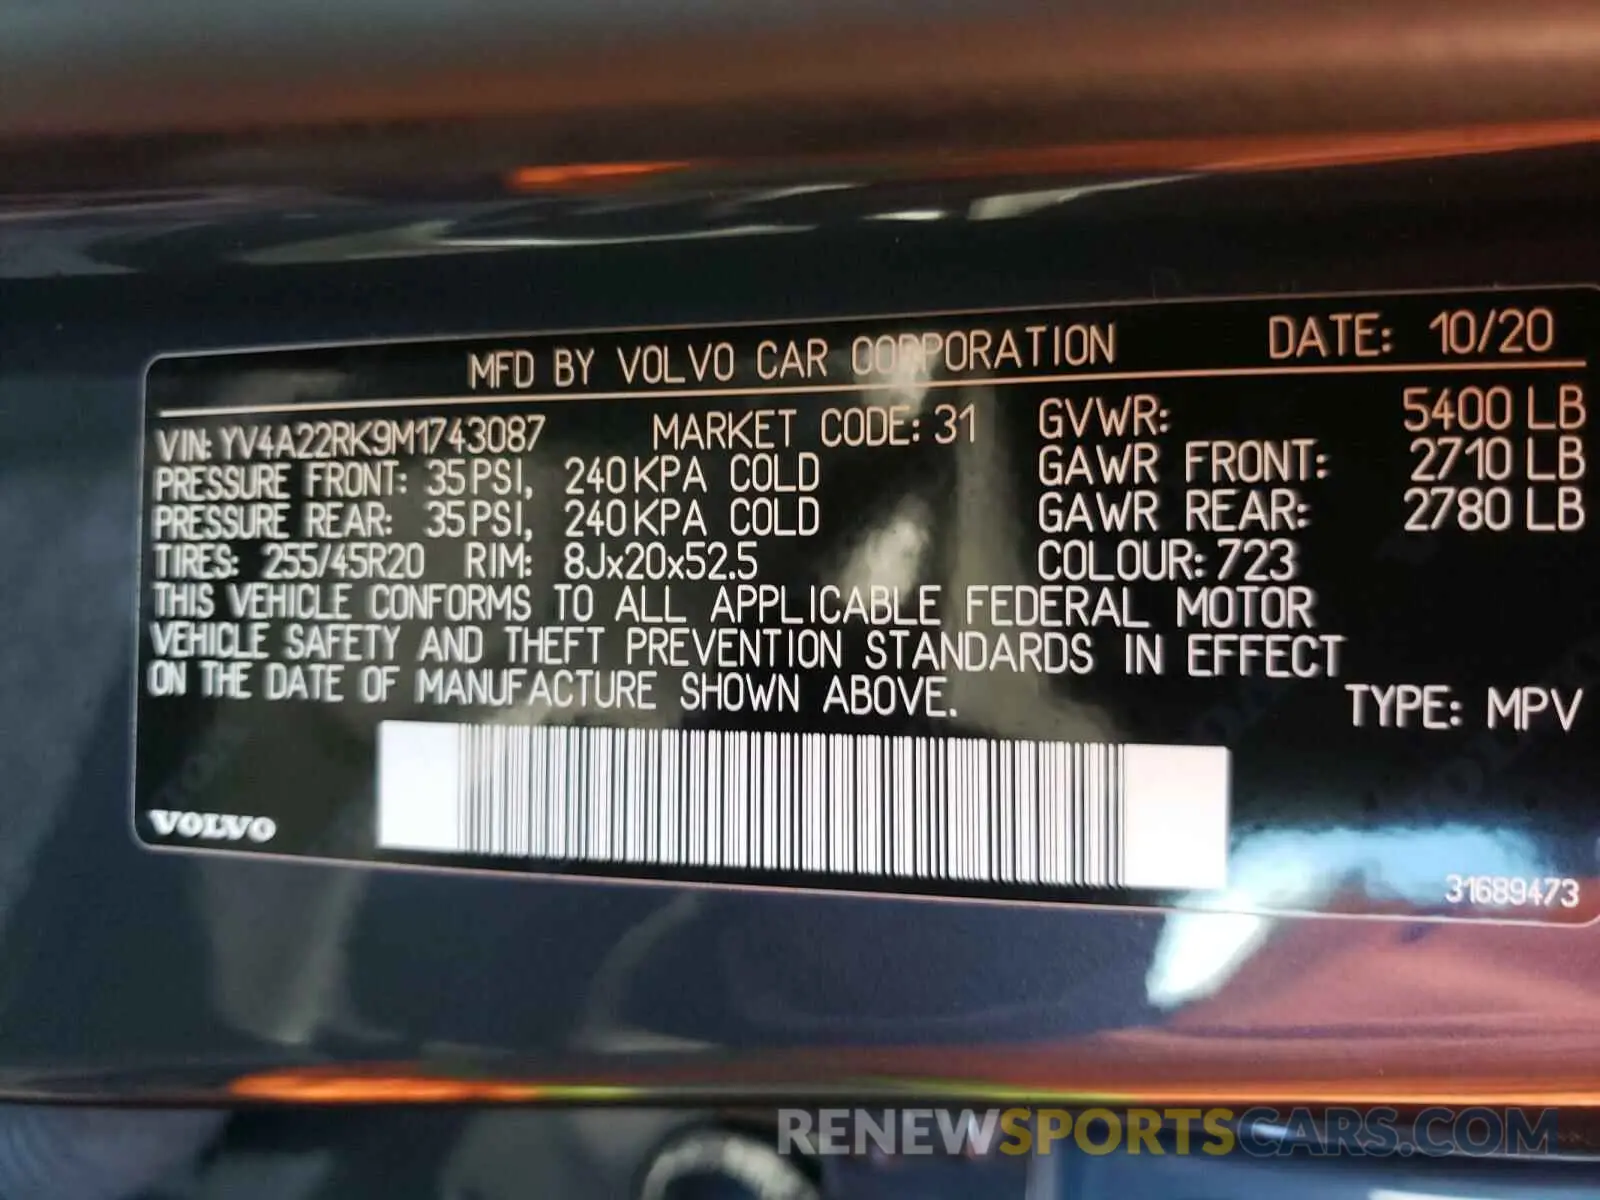 MFD BY VOLVO CAR CORPORATION DATE: 10/20
VIN: YV4A22RK9M1743087 MARKET CODE: 31 GVWR: 5400 LB
PRESSURE FRONT: 35 PSI, 240 KPA COLD GAWR FRONT: 2710 LB
PRESSURE REAR: 35 PSI, 240 KPA COLD GAWR REAR: 2780 LB
TIRES: 255/45R20 RIM: 8Jx20x52.5 COLOUR: 723
THIS VEHICLE CONFORMS TO ALL APPLICABLE FEDERAL MOTOR
VEHICLE SAFETY AND THEFT PREVENTION STANDARDS IN EFFECT
ON THE DATE OF MANUFACTURE SHOWN ABOVE.
TYPE: MPV
VOLVO
31689473
RENEWSPORTSCARS.COM